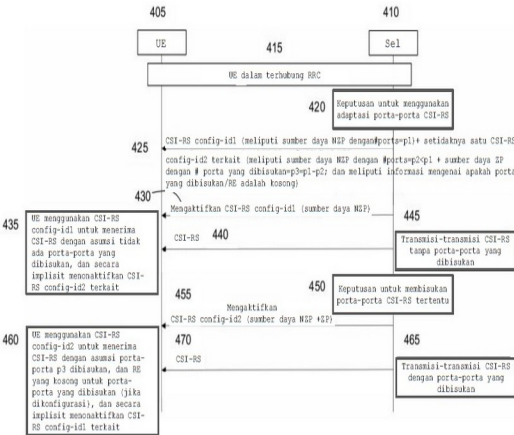 405
410
UE
Sel
415
UE dalam terhubung RRC
420
Keputusan untuk menggunakan
adaptasi porta-porta CSI-RS
425
CSI-RS config-id1 (meliputi sumber daya NZP dengan#ports=p1)+ setidaknya satu CSI-RS
config-id2 terkait (meliputi sumber daya NZP dengan #ports=p2<p1 + sumber daya ZP
dengan # porta yang dibisukan=p3=p1-p2; dan meliputi informasi mengenai apakah porta
yang dibisukan/RE adalah kosong)
430
Mengaktifkan CSI-RS config-id1 (sumber daya NZP)
435
UE menggunakan CSI-RS
config-id1 untuk menerima
CSI-RS dengan asumsi tidak
ada porta-porta yang
dibisukan, dan secara
implisit menonaktifkan CSI-
RS config-id2 terkait
445
CSI-RS
440
Transmisi-transmisi CSI-RS
tanpa porta-porta yang
dibisukan
450
Keputusan untuk membisukan
porta-porta CSI-RS tertentu
455
Mengaktifkan
CSI-RS config-id2 (sumber daya NZP +ZP)
460
UE menggunakan CSI-RS
config-id2 untuk menerima
CSI-RS dengan asumsi porta-
porta p3 dibisukan, dan RE
yang kosong untuk porta-
porta yang dibisukan (jika
dikonfigurasi), dan secara
implisit menonaktifkan CSI-
RS config-id1 terkait
470
CSI-RS
465
Transmisi-transmisi CSI-RS
dengan porta-porta yang
dibisukan